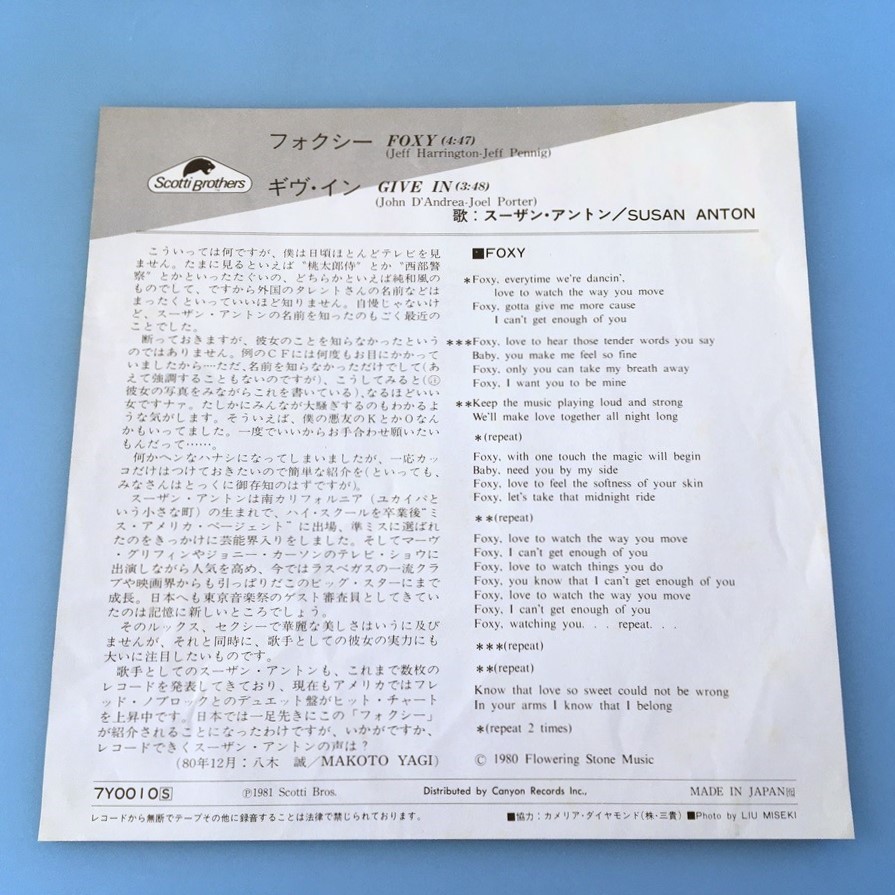 フォクシー FOXY (4:47)
(Jeff Harrington-Jeff Pennig)
Scotti Brothers
ギヴ・イン GIVE IN (3:48)
(John D'Andrea-Joel Porter)
歌：スーザン・アントン／SUSAN ANTON
こういっては何ですが、僕は日頃ほとんどテレビを見
ません。たまに見るといえば“桃太郎侍”とか“西部警
察”とかといったたぐいの、どちらかといえば純和風の
ものでして、ですから外国のタレントさんの名前などは
まったくといっていいほど知りません。自慢じゃないけ
ど、スーザン・アントンの名前を知ったのもごく最近の
ことでした。
断っておきますが、彼女のことを知らなかったという
のではありません。例のCFには何度もお目にかかって
いましたから…ただ、名前を知らなかっただけでして(あ
えて強調することもないのですが)、こうしてみると(㊟
彼女の写真をみながらこれを書いている)、なるほどいい
女ですナァ。たしかにみんなが大騒ぎするのもわかるよ
うな気がします。そういえば、僕の悪友のKとかOなん
かもいってました。一度でいいからお手合わせ願いたい
もんだって……。
何かヘンなハナシになってしまいましたが、一応カッ
コだけはつけておきたいので簡単な紹介を(といっても、
みなさんはとっくに御存知のはずですが)。
スーザン・アントンは南カリフォルニア（ユカイパと
いう小さな町）の生まれで、ハイ・スクールを卒業後“ミ
ス・アメリカ・ページェント”に出場、準ミスに選ばれ
たのをきっかけに芸能界入りをしました。そしてマーヴ
・グリフィンやジョニー・カーソンのテレビ・ショウに
出演しながら人気を高め、今ではラスベガスの一流クラ
ブや映画界からも引っぱりだこのビッグ・スターにまで
成長。日本へも東京音楽祭のゲスト審査員としてきてい
たのは記憶に新しいところでしょう。
そのルックス、セクシーで華麗な美しさはいうに及び
ませんが、それと同時に、歌手としての彼女の実力にも
大いに注目したいものです。
歌手としてのスーザン・アントンも、これまで数枚の
レコードを発表してきており、現在もアメリカではフレ
ッド・ノブロックとのデュエット盤がヒット・チャート
を上昇中です。日本では一足先きにこの「フォクシー」
が紹介されることになったわけですが、いかがですか、
レコードできくスーザン・アントンの声は？
(80年12月：八木 誠／MAKOTO YAGI)
■FOXY
*Foxy, everytime we're dancin',
love to watch the way you move
Foxy, gotta give me more cause
I can't get enough of you
***Foxy, love to hear those tender words you say
Baby, you make me feel so fine
Foxy, only you can take my breath away
Foxy, I want you to be mine
**Keep the music playing loud and strong
We'll make love together all night long
*(repeat)
Foxy, with one touch the magic will begin
Baby, need you by my side
Foxy, love to feel the softness of your skin
Foxy, let's take that midnight ride
**(repeat)
Foxy, love to watch the way you move
Foxy, I can't get enough of you
Foxy, love to watch things you do
Foxy, you know that I can't get enough of you
Foxy, love to watch the way you move
Foxy, I can't get enough of you
Foxy, watching you. . . repeat. . .
***(repeat)
**(repeat)
Know that love so sweet could not be wrong
In your arms I know that I belong
*(repeat 2 times)
© 1980 Flowering Stone Music
7Y0010 S
Ⓟ1981 Scotti Bros.
Distributed by Canyon Records Inc.,
MADE IN JAPAN
レコードから無断でテープその他に録音することは法律で禁じられております。
■協力：カメリア・ダイヤモンド(株・三貴) ■Photo by LIU MISEKI